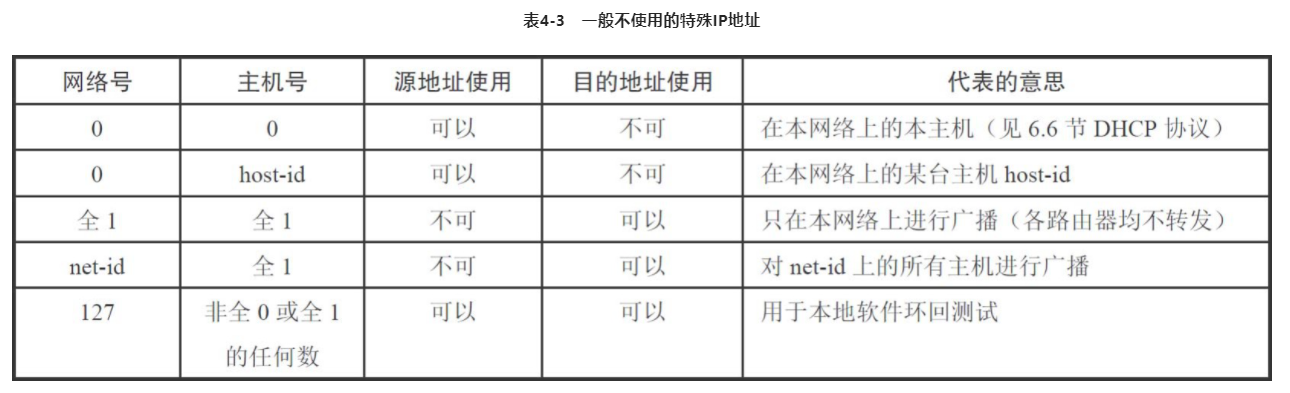 表4-3 一般不使用的特殊IP地址
网络号 主机号 源地址使用 目的地址使用 代表的意思
0 0 可以 不可 在本网络上的本主机（见 6.6 节 DHCP 协议）
0 host-id 可以 不可 在本网络上的某台主机 host-id
全 1 全 1 不可 可以 只在本网络上进行广播（各路由器均不转发）
net-id 全 1 不可 可以 对 net-id 上的所有主机进行广播
127 非全 0 或全 1 可以 可以 用于本地软件环回测试
的任何数